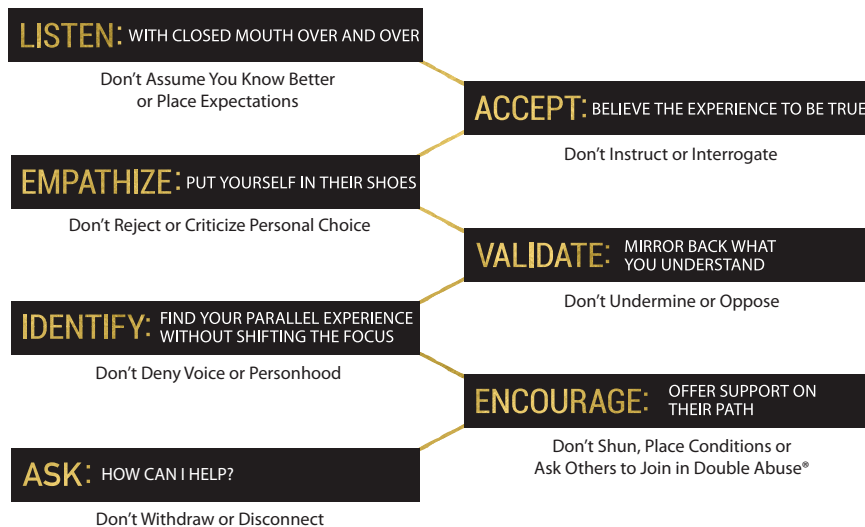 LISTEN: WITH CLOSED MOUTH OVER AND OVER
Don’t Assume You Know Better
or Place Expectations
ACCEPT: BELIEVE THE EXPERIENCE TO BE TRUE
Don’t Instruct or Interrogate
EMPATHIZE: PUT YOURSELF IN THEIR SHOES
Don’t Reject or Criticize Personal Choice
VALIDATE: MIRROR BACK WHAT
YOU UNDERSTAND
Don’t Undermine or Oppose
IDENTIFY: FIND YOUR PARALLEL EXPERIENCE
WITHOUT SHIFTING THE FOCUS
Don’t Deny Voice or Personhood
ENCOURAGE: OFFER SUPPORT ON
THEIR PATH
Don’t Shun, Place Conditions or
Ask Others to Join in Double Abuse®
ASK: HOW CAN I HELP?
Don’t Withdraw or Disconnect